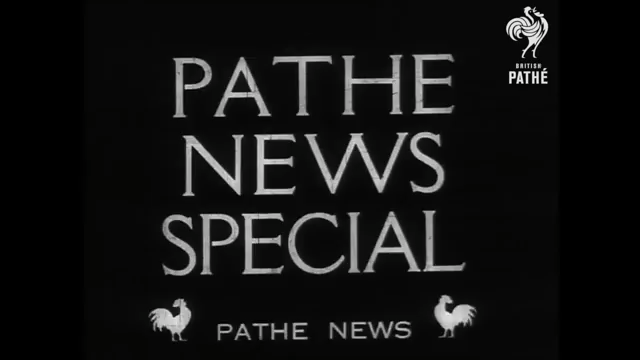 PATHE
NEWS
SPECIAL
PATHE NEWS
BRITISH
PATHÉ